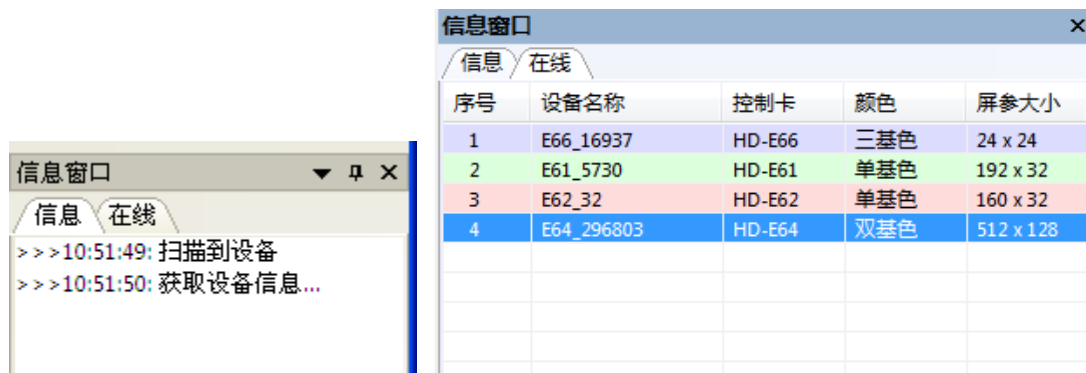 信息窗口
信息 在线
>>>10:51:49: 扫描到设备
>>>10:51:50: 获取设备信息...
信息窗口
信息 在线
序号 设备名称 控制卡 颜色 屏参大小
1 E66_16937 HD-E66 三基色 24 x 24
2 E61_5730 HD-E61 单基色 192 x 32
3 E62_32 HD-E62 单基色 160 x 32
4 E64_296803 HD-E64 双基色 512 x 128